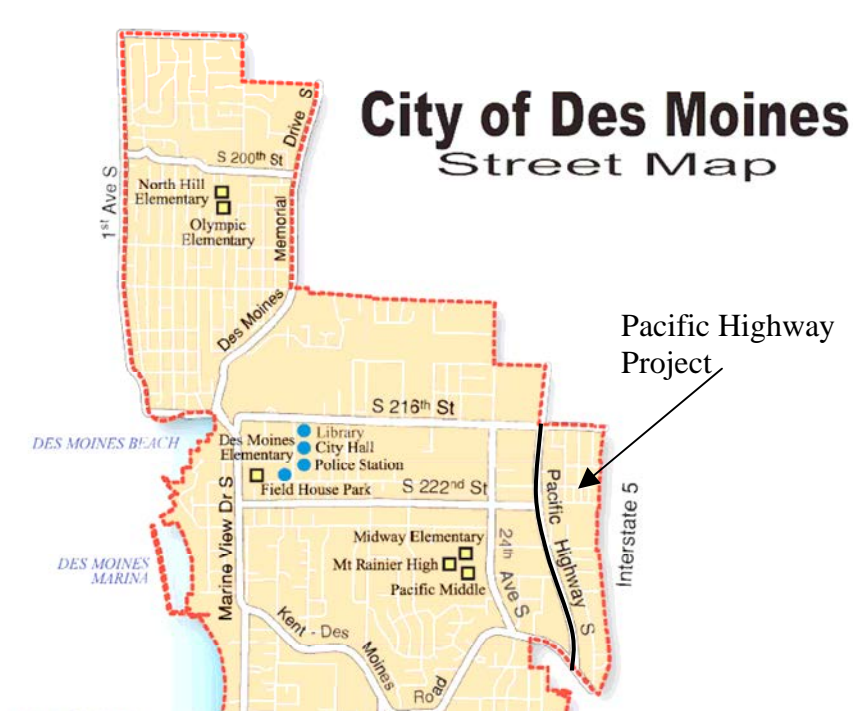 City of Des Moines
Street Map
Drive S
S 200th St
North Hill
Elementary
Olympic
Elementary
1st Ave S
Memorial
Des Moines
Pacific Highway
Project
S 216th St
DES MOINES BEACH
Des Moines
Elementary
Library
City Hall
Police Station
Field House Park
S 222nd St
Pacific Highway S
Interstate 5
Marine View Dr S
Midway Elementary
Mt Rainier High
Pacific Middle
24th Ave S
DES MOINES
MARINA
Kent - Des Moines Road